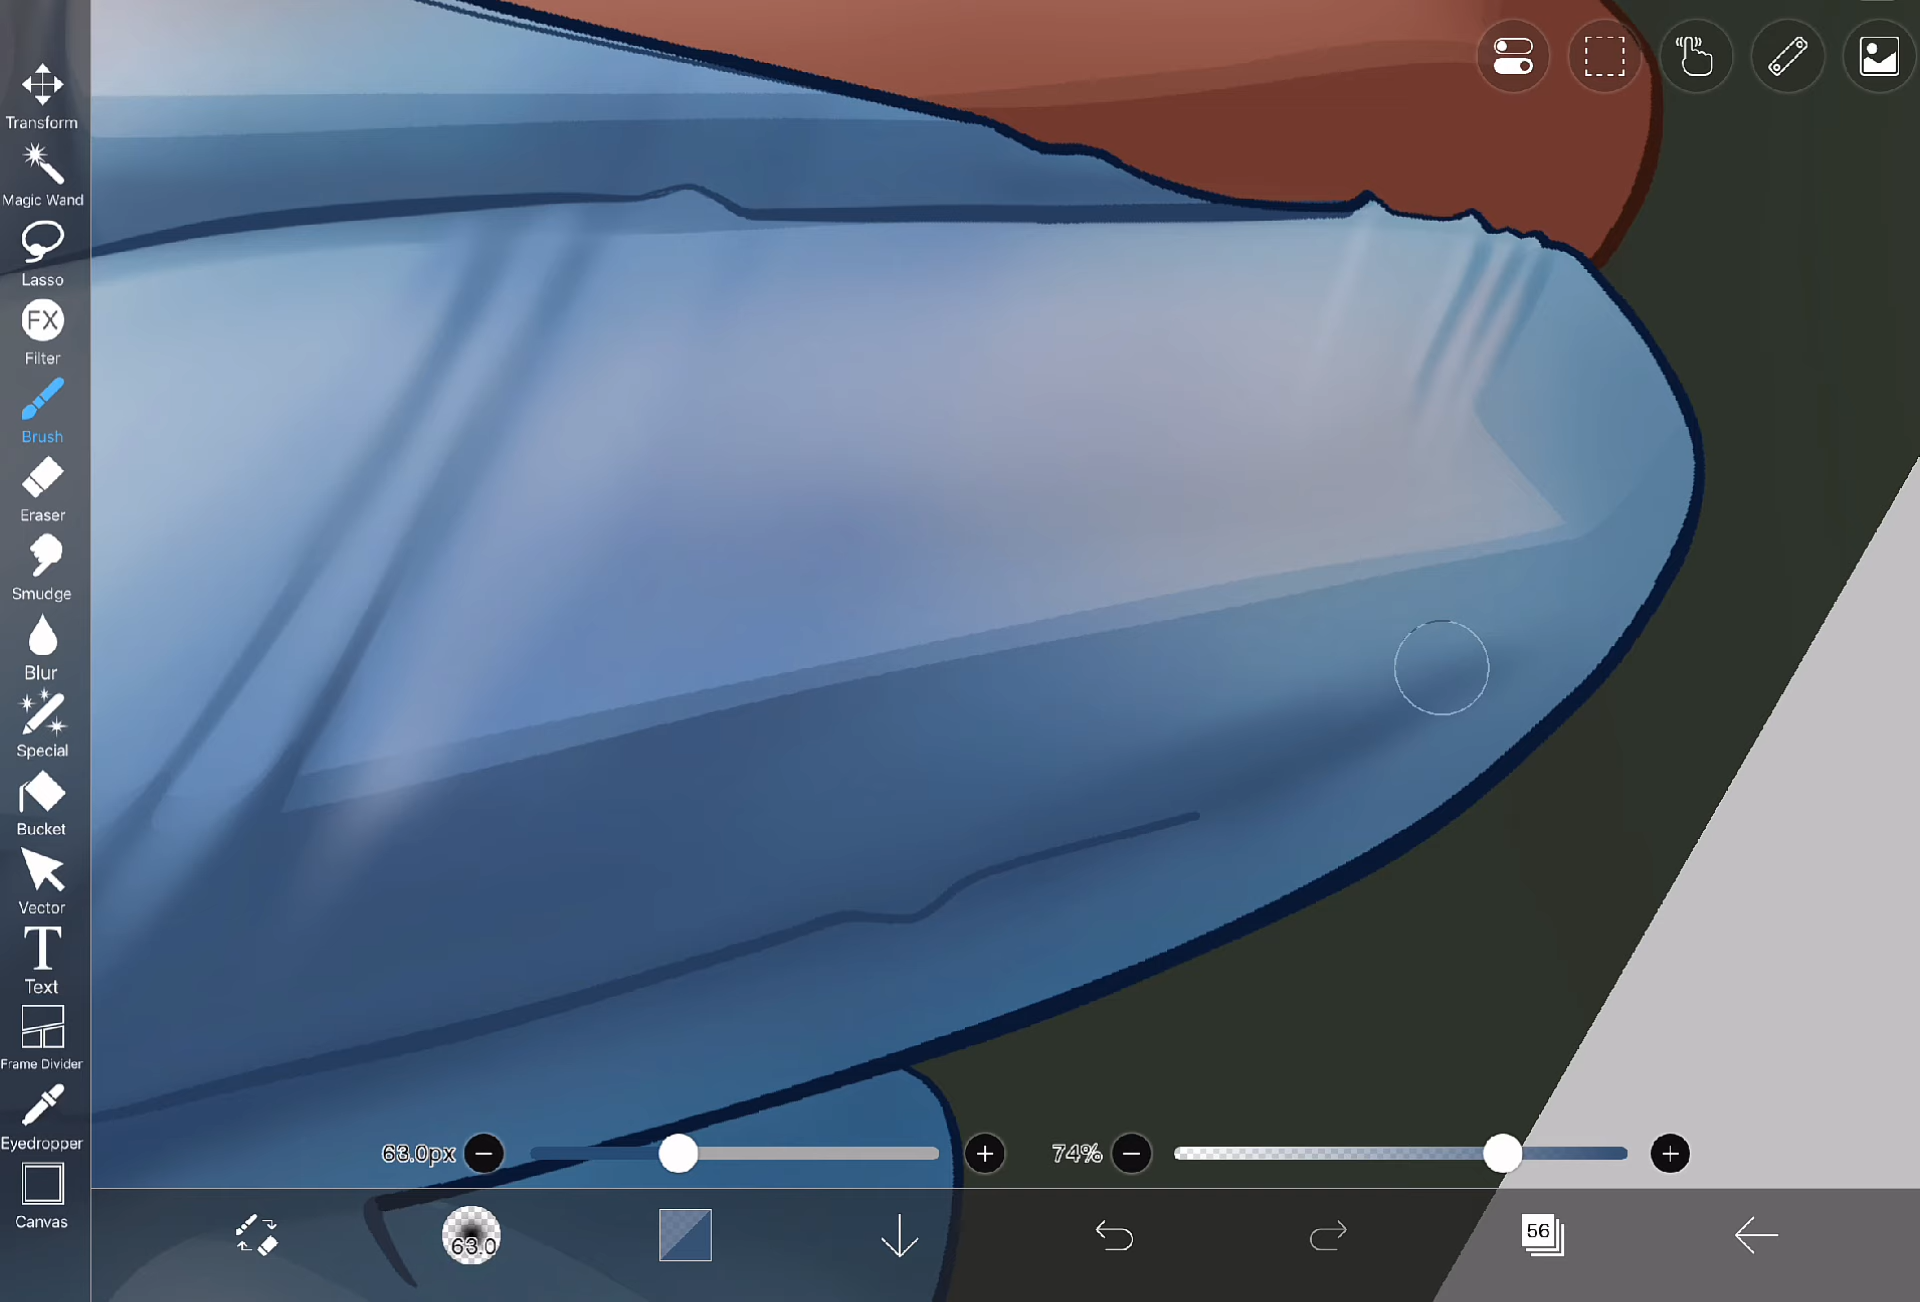 Transform
Magic Wand
Lasso
FX
Filter
Brush
Eraser
Smudge
Blur
Special
Bucket
Vector
T
Text
Frame Divider
Eyedropper
Canvas
63.0px
74%
63.0
56